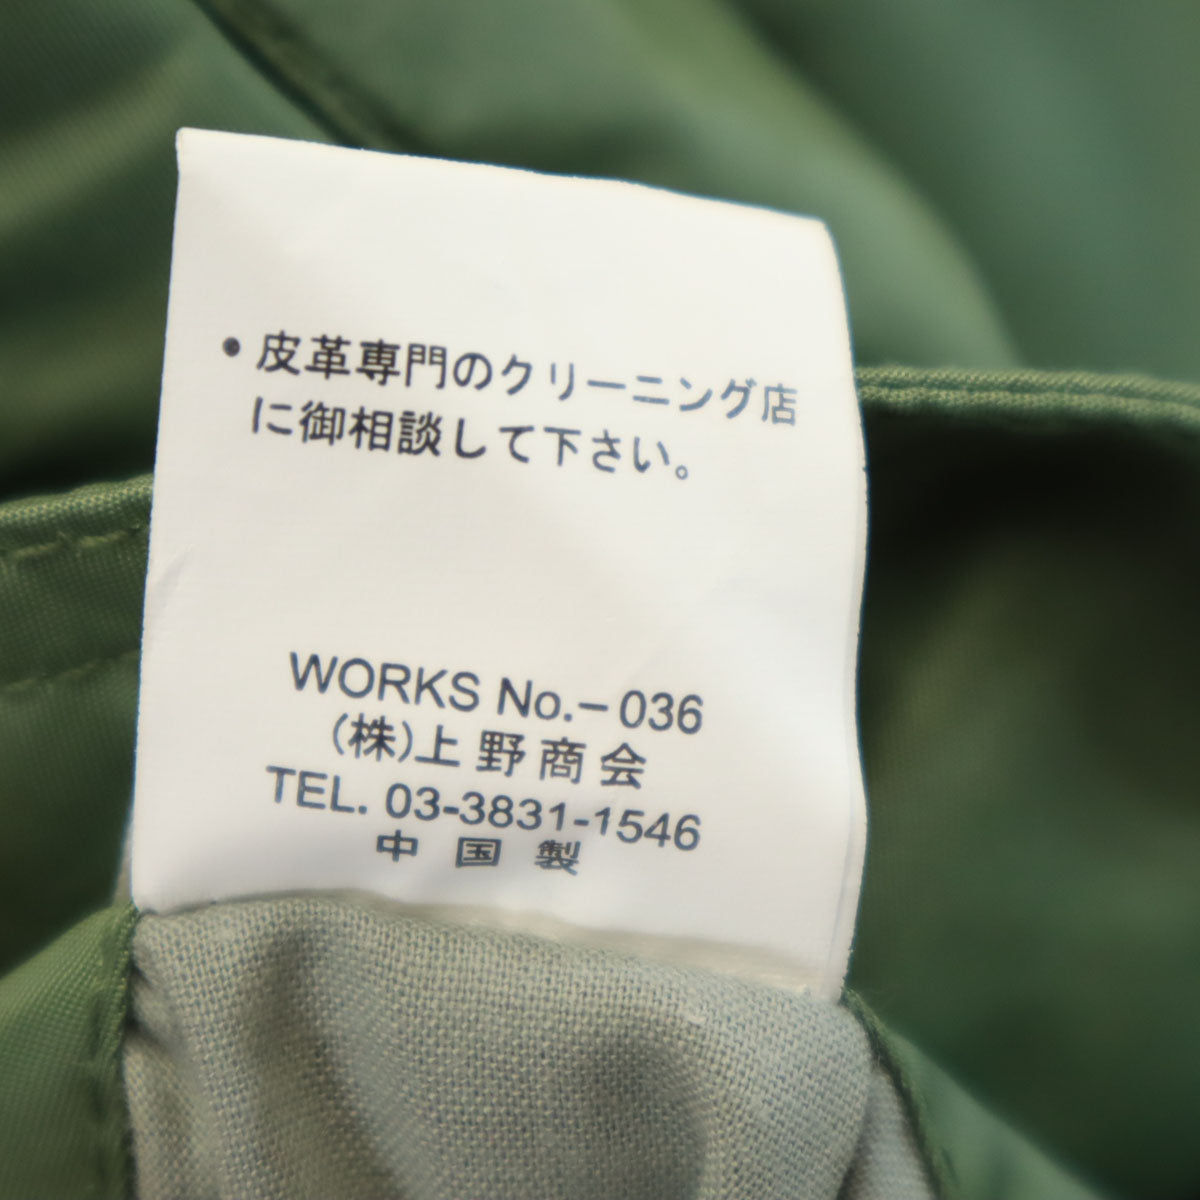 ・皮革専門のクリーニング店
に御相談して下さい。
WORKS No.－036
(株)上野商会
TEL. 03-3831-1546
中国製